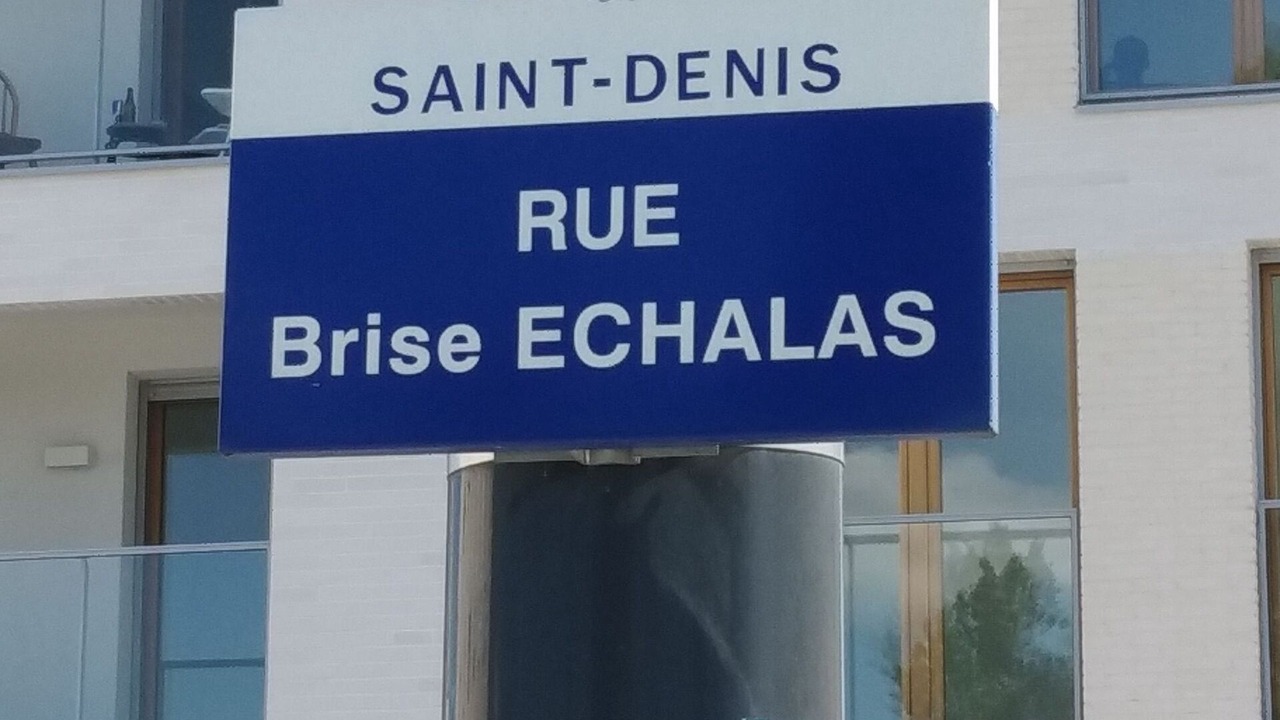 SAINT-DENIS
RUE
Brise ECHALAS